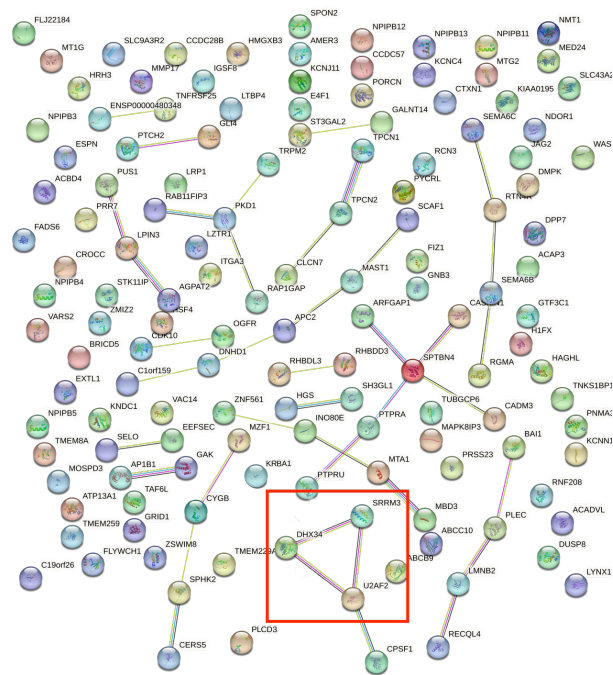 FLJ22184
MT1G
SLC9A3R2
CCDC28B
HMGXB3
SPON2
AMER3
NPIPB12
CCDC57
NPIPB13
NPIPB11
NMT1
MED24
HRH3
MMP17
IGSF8
KCNJ11
KCNC4
MTG2
SLC43A2
NPIPB3
ENSP00000480348
TNFRSF25
LTBP4
E4F1
PORCN
CTXN1
KIAA0195
PTCH2
GLI4
ST3GAL2
GALNT14
SEMA6C
NDOR1
ESPN
TRPM2
TPCN1
RCN3
JAG2
WAS
ACBD4
PUS1
LRP1
PYCRL
DMPK
RAB11FIP3
PKD1
RTN4R
PRR7
TPCN2
SCAF1
DPP7
FADS6
LPIN3
LZTR1
CROCC
ITGA3
CLCN7
FIZ1
ACAP3
NPIPB4
STK11IP
AGPAT2
RAP1GAP
MAST1
GNB3
SEMA6B
ZMIZ2
HSF4
ARFGAP1
GTF3C1
VARS2
CDK10
OGFR
APC2
H1FX
BRICD5
DNHD1
RHBDD3
SPTBN4
HAGHL
EXTL1
C1orf159
RHBDL3
RGMA
SH3GL1
TNKS1BP1
NPIPB5
KNDC1
VAC14
ZNF561
HGS
TUBGCP6
CADM3
TMEM8A
SELO
EEFSEC
MZF1
INO80E
PTPRA
MAPK8IP3
BAI1
MOSPD3
AP1B1
GAK
KRBA1
MTA1
PRSS23
ATP13A1
TAF6L
CYGB
PTPRU
RNF208
TMEM259
GRID1
SRRM3
MBD3
PLEC
ACADVL
FLYWCH1
ZSWIM8
DHX34
ABCC10
DUSP8
C19orf26
ABCB9
SPHK2
U2AF2
LMNB2
LYNX1
PLCD3
CERS5
CPSF1
RECQL4